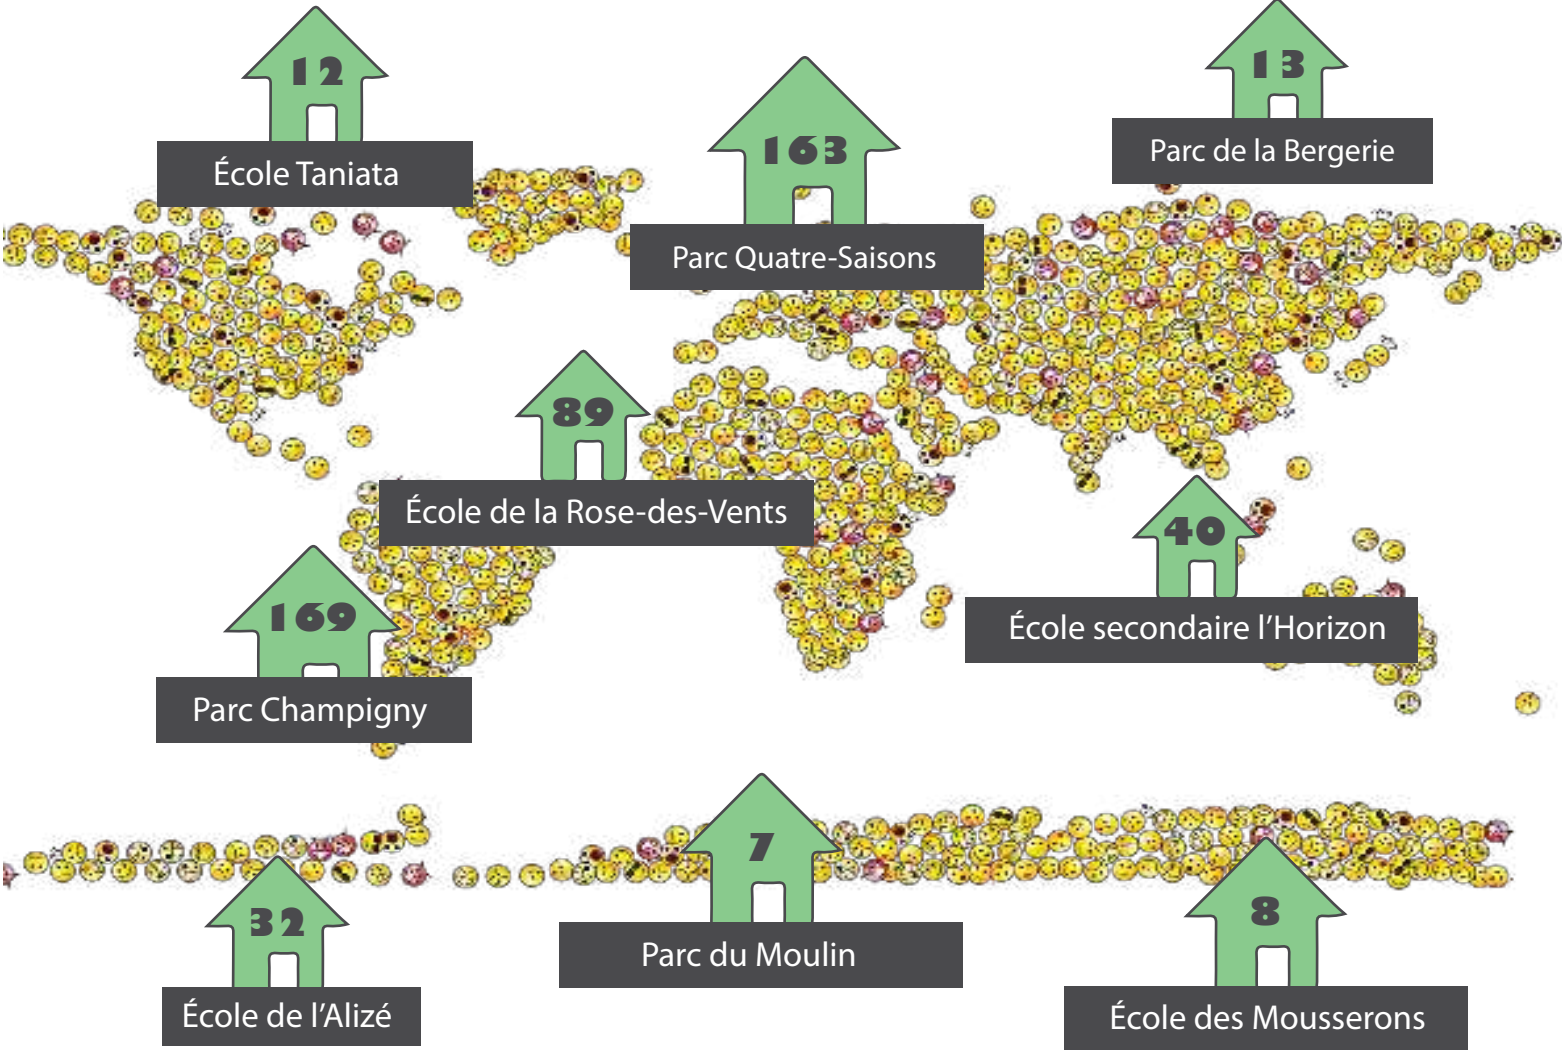 12
École Taniata
163
Parc Quatre-Saisons
13
Parc de la Bergerie
89
École de la Rose-des-Vents
40
École secondaire l'Horizon
169
Parc Champigny
32
École de l'Alizé
7
Parc du Moulin
8
École des Mousserons